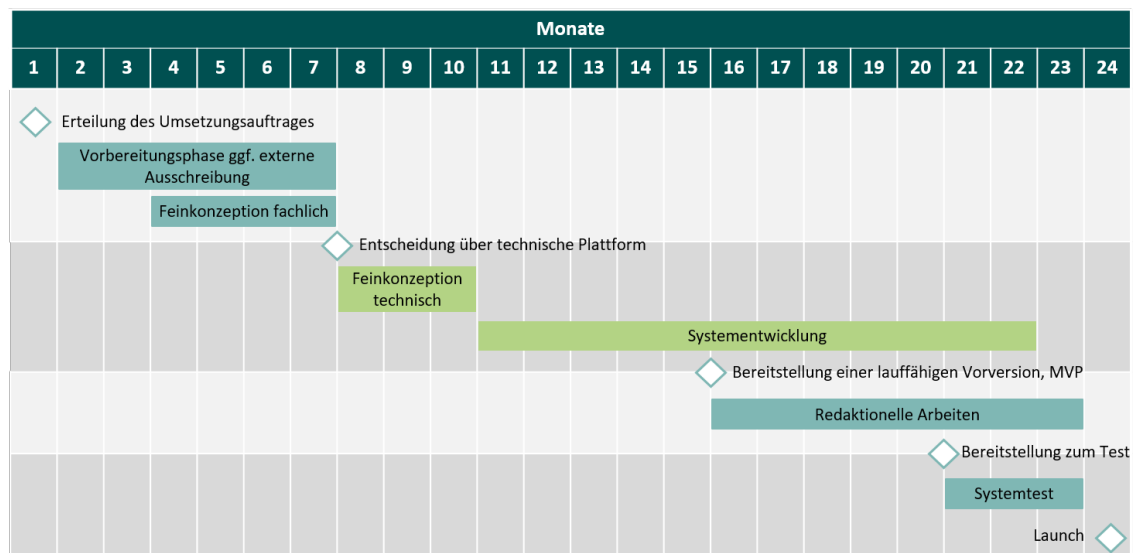 Monate
1 2 3 4 5 6 7 8 9 10 11 12 13 14 15 16 17 18 19 20 21 22 23 24
Erteilung des Umsetzungsauftrages
Vorbereitungsphase ggf. externe
Ausschreibung
Feinkonzeption fachlich
Entscheidung über technische Plattform
Feinkonzeption
technisch
Systementwicklung
Bereitstellung einer lauffähigen Vorversion, MVP
Redaktionelle Arbeiten
Bereitstellung zum Test
Systemtest
Launch